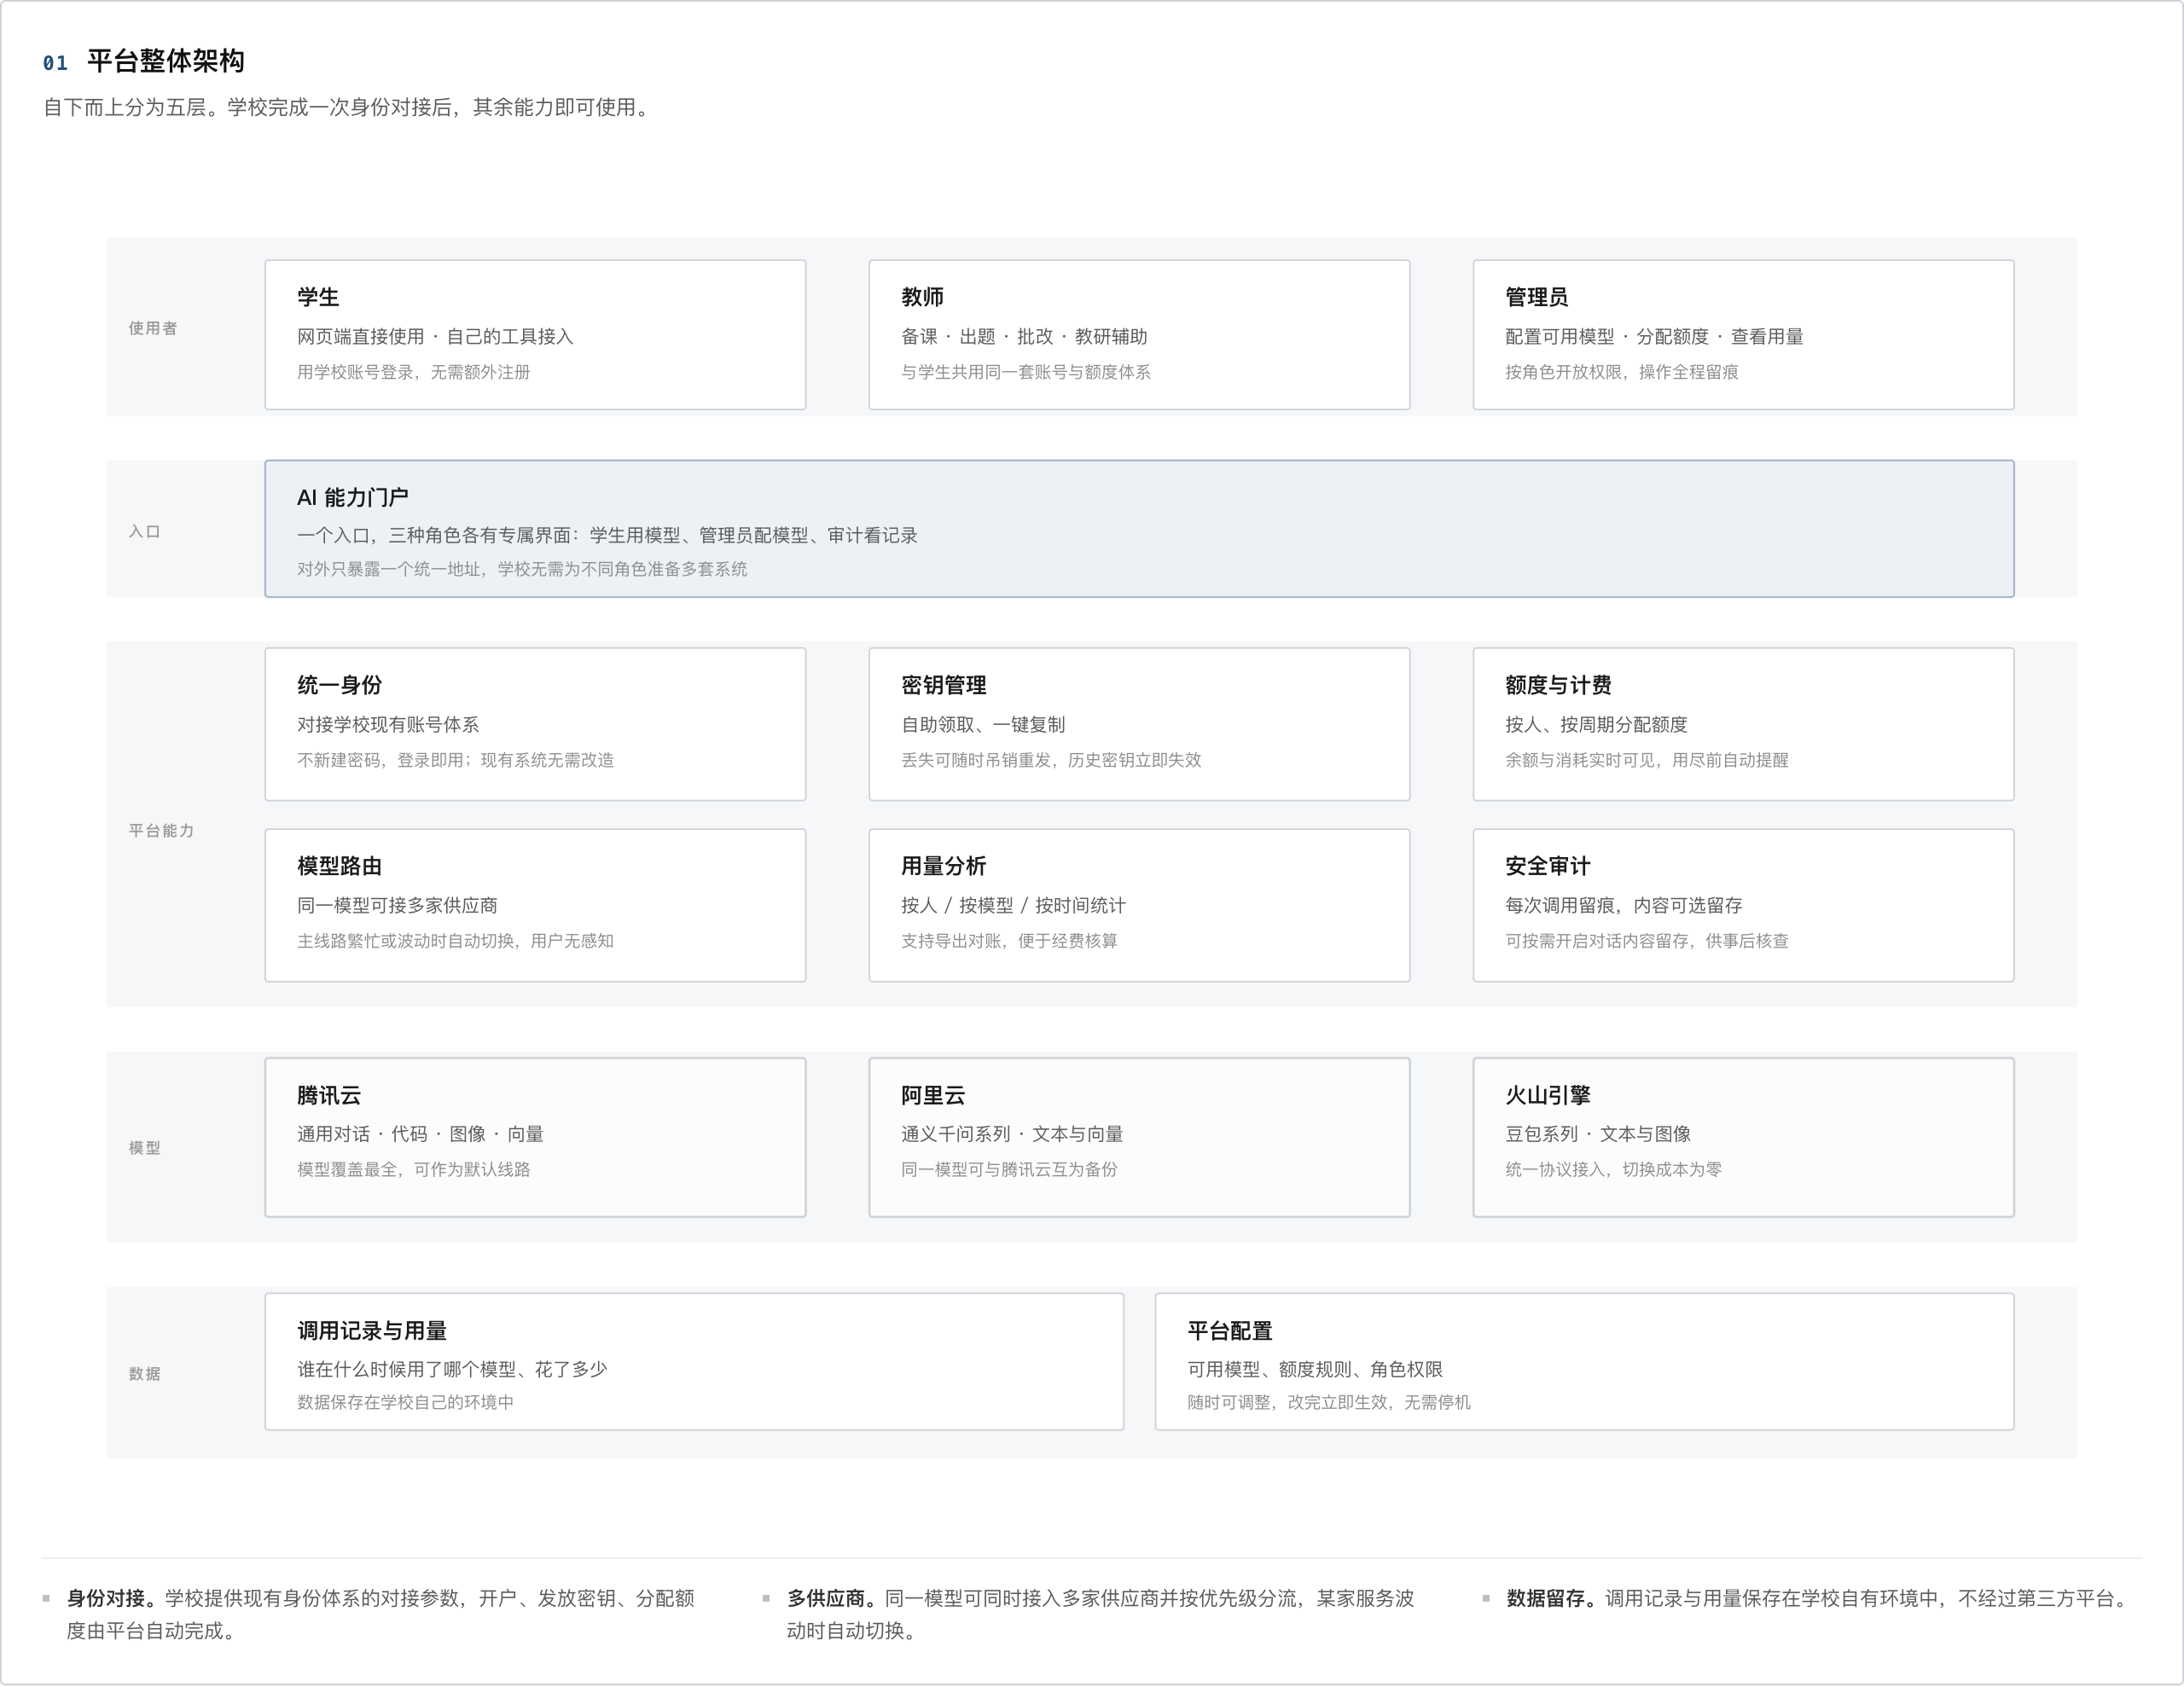 01 平台整体架构
自下而上分为五层。学校完成一次身份对接后，其余能力即可使用。
使用者
学生
网页端直接使用 · 自己的工具接入
用学校账号登录，无需额外注册
教师
备课 · 出题 · 批改 · 教研辅助
与学生共用同一套账号与额度体系
管理员
配置可用模型 · 分配额度 · 查看用量
按角色开放权限，操作全程留痕
入口
AI 能力门户
一个入口，三种角色各有专属界面：学生用模型、管理员配模型、审计看记录
对外只暴露一个统一地址，学校无需为不同角色准备多套系统
平台能力
统一身份
对接学校现有账号体系
不新建密码，登录即用；现有系统无需改造
密钥管理
自助领取、一键复制
丢失可随时吊销重发，历史密钥立即失效
额度与计费
按人、按周期分配额度
余额与消耗实时可见，用尽前自动提醒
模型路由
同一模型可接多家供应商
主线路繁忙或波动时自动切换，用户无感知
用量分析
按人 / 按模型 / 按时间统计
支持导出对账，便于经费核算
安全审计
每次调用留痕，内容可选留存
可按需开启对话内容留存，供事后核查
模型
腾讯云
通用对话 · 代码 · 图像 · 向量
模型覆盖最全，可作为默认线路
阿里云
通义千问系列 · 文本与向量
同一模型可与腾讯云互为备份
火山引擎
豆包系列 · 文本与图像
统一协议接入，切换成本为零
数据
调用记录与用量
谁在什么时候用了哪个模型、花了多少
数据保存在学校自己的环境中
平台配置
可用模型、额度规则、角色权限
随时可调整，改完立即生效，无需停机
身份对接。学校提供现有身份体系的对接参数，开户、发放密钥、分配额
度由平台自动完成。
多供应商。同一模型可同时接入多家供应商并按优先级分流，某家服务波
动时自动切换。
数据留存。调用记录与用量保存在学校自有环境中，不经过第三方平台。